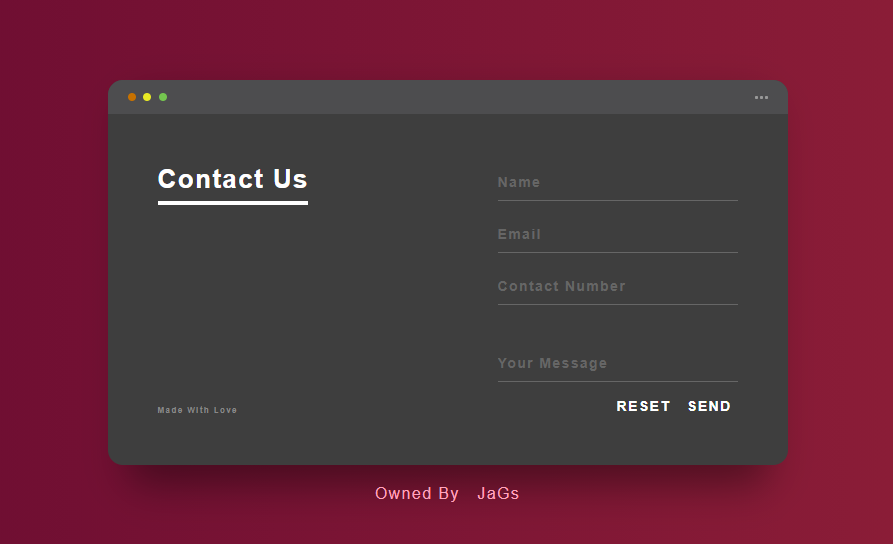 Contact Us
Name
Email
Contact Number
Your Message
RESET SEND
Made With Love
Owned By JaGs